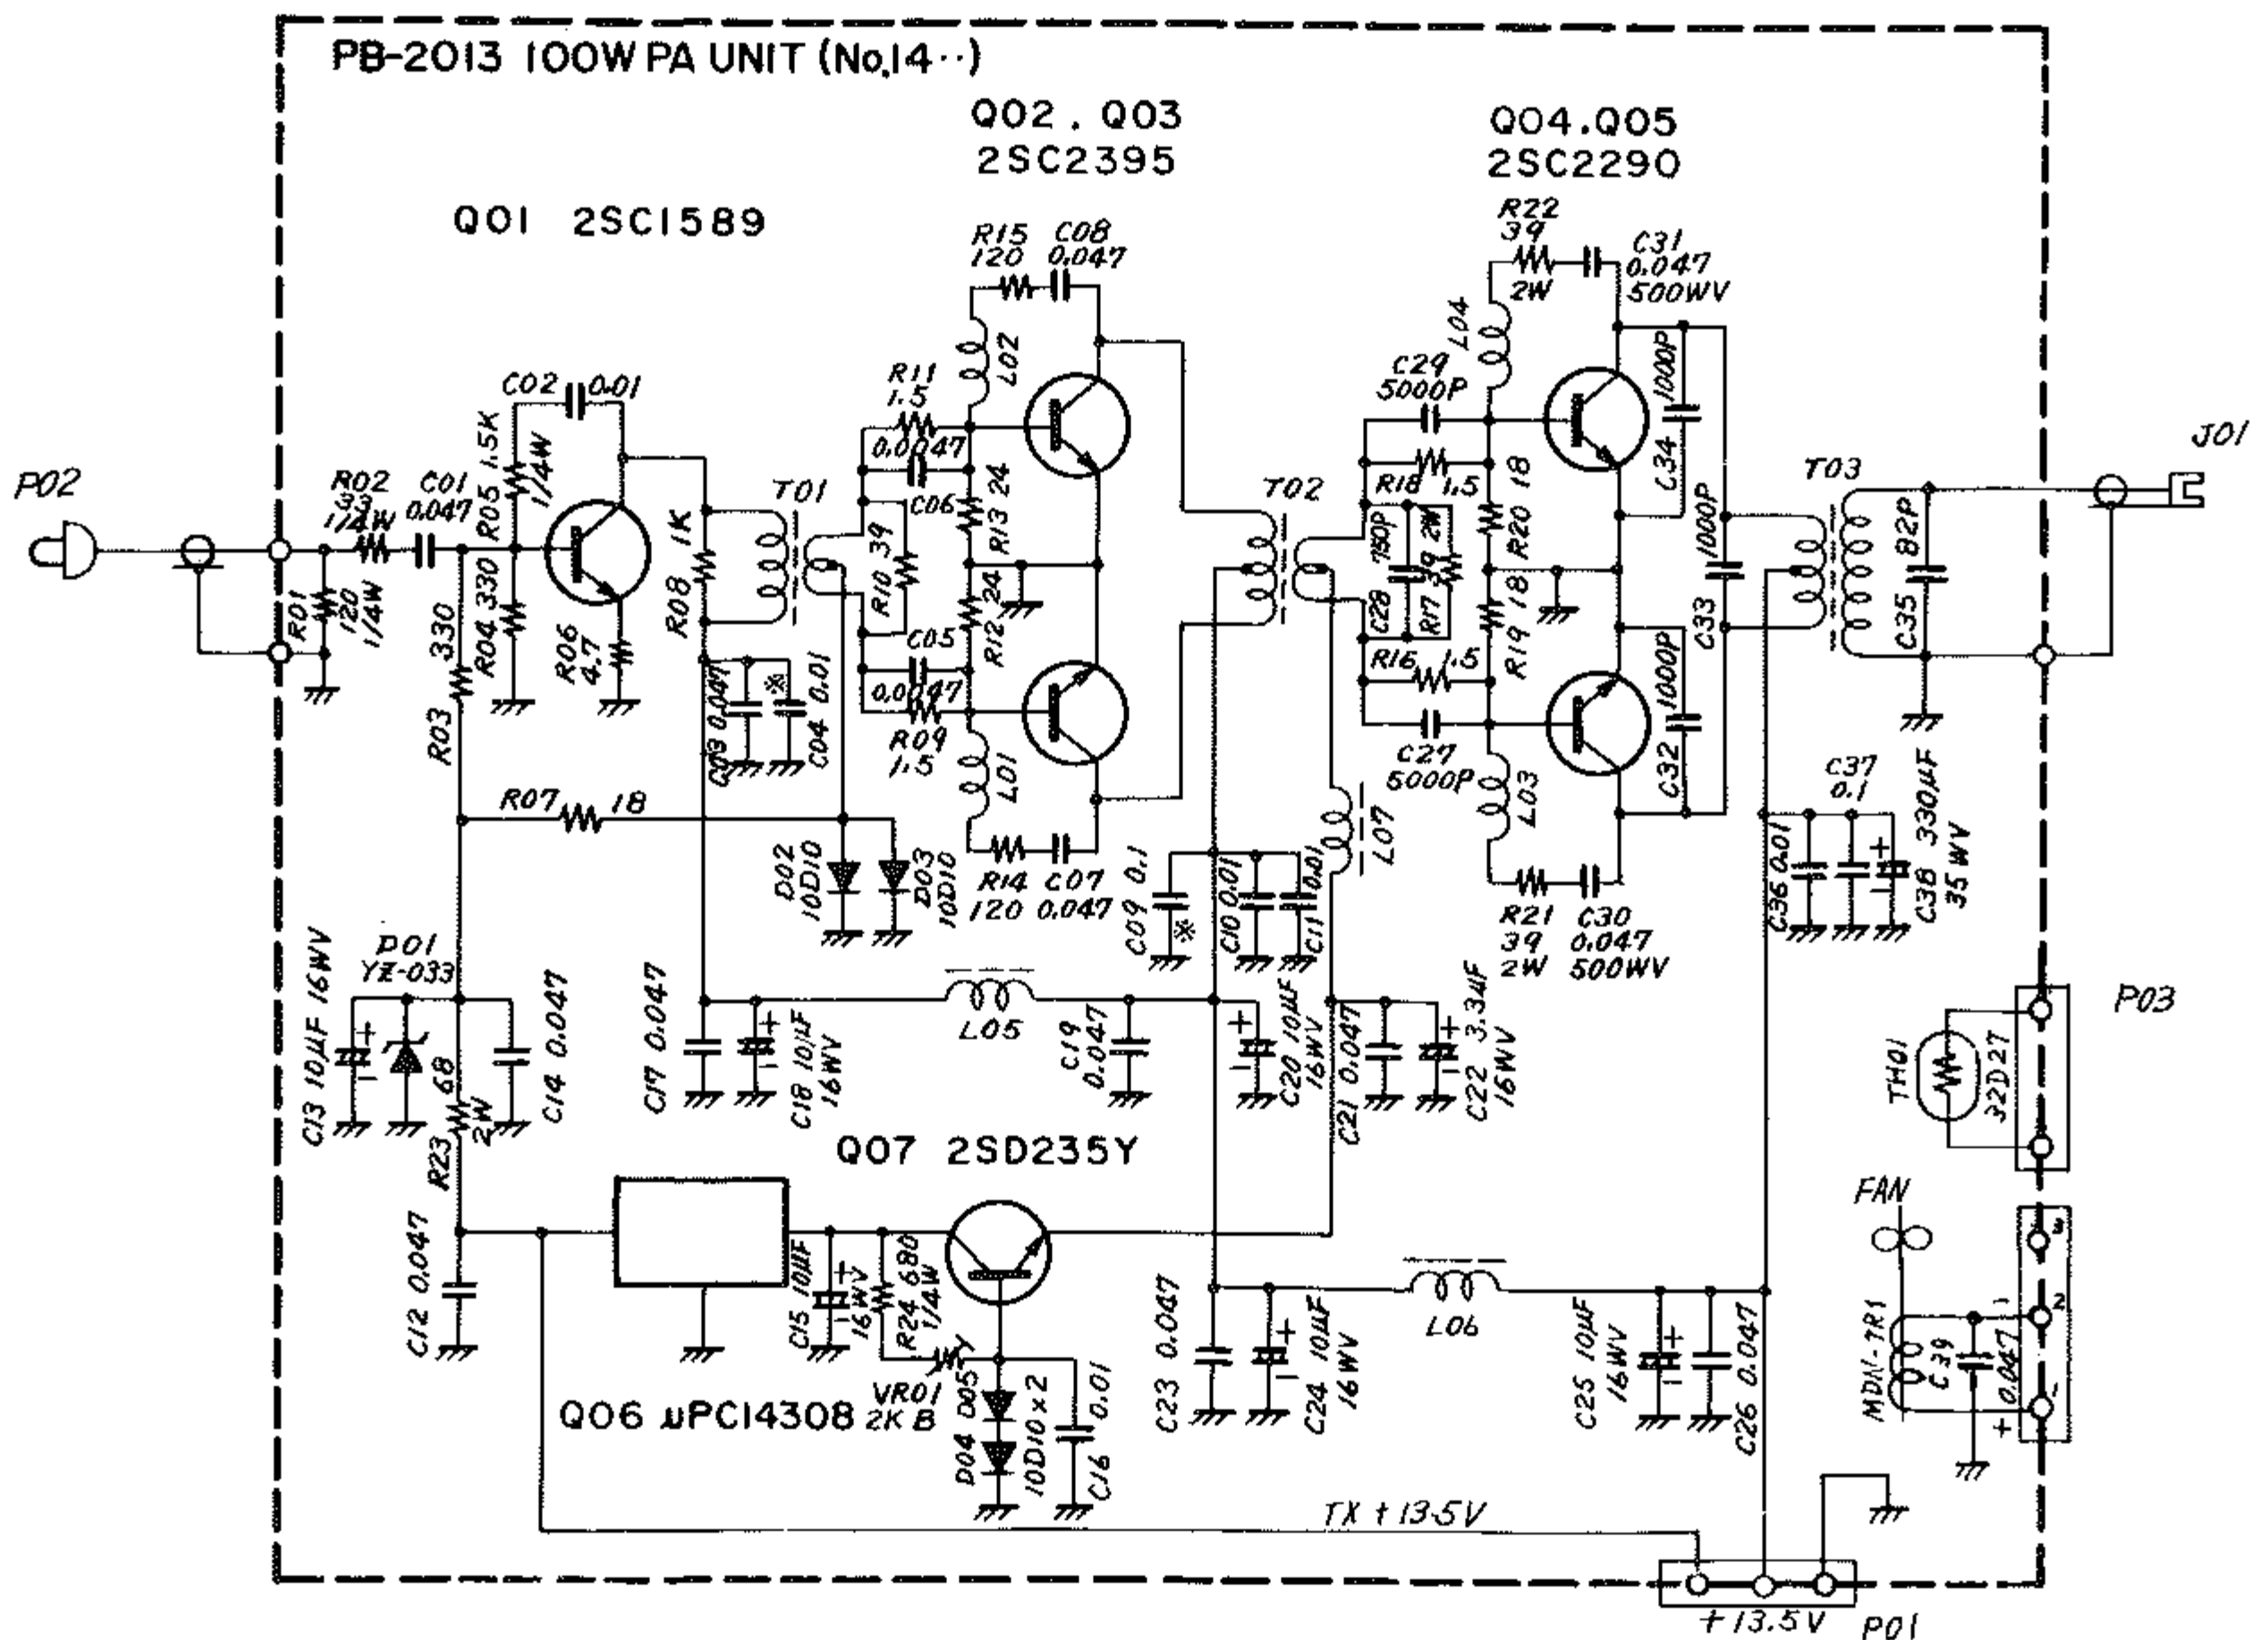 PB-2013 100W PA UNIT (No,14··)
Q02 . Q03
2SC2395
Q04.Q05
2SC2290
Q01 2SC1589
P02
R01
120
1/4W
R02
33
1/4W
C01
0.047
R03
330
R04 330
R05 1.5K
1/4W
C02 0.01
R06
4.7
R08 1K
T01
C03 0.047
※
C04 0.01
R07 18
R11
1.5
0.0047
C06
R10 39
R13 24
R12 24
C05
0.0047
R09
1.5
L02
R15
120
C08
0.047
L01
R14
120
C07
0.047
D02
10D10
D03
10D10
T02
C29
5000P
R18 1.5
C28 750P
R17 39 2W
R20 18
R19 18
R16 1.5
C27
5000P
L04
R22
39
2W
C31
0.047
500WV
L03
R21
39
2W
C30
0.047
500WV
C34 1000P
C33 1000P
C32 1000P
T03
C35 82P
J01
C36 0.01
C37
0.1
+
-
C38 330µF
35WV
C09 0.1
※
C10 0.01
C11 0.01
L07
D01
YZ-033
C13 10µF 16WV
+
-
R23 68
2W
C14 0.047
C17 0.047
+
-
C18 10µF
16WV
L05
C19
0.047
+
-
C20 10µF
16WV
C21 0.047
+
-
C22 3.3µF
16WV
Q07 2SD235Y
C12 0.047
C15 10µF
16WV
+
-
R24 680
1/4W
VR01
2K B
Q06 µPC14308
D04 D05
10D10 x 2
C16 0.01
C23 0.047
+
-
C24 10µF
16WV
L06
C25 10µF
16WV
+
-
C26 0.047
TH01
32D27
P03
FAN
MDN-7R1
C39
0.047
-
+
3
2
1
TX +13.5V
+13.5V
P01